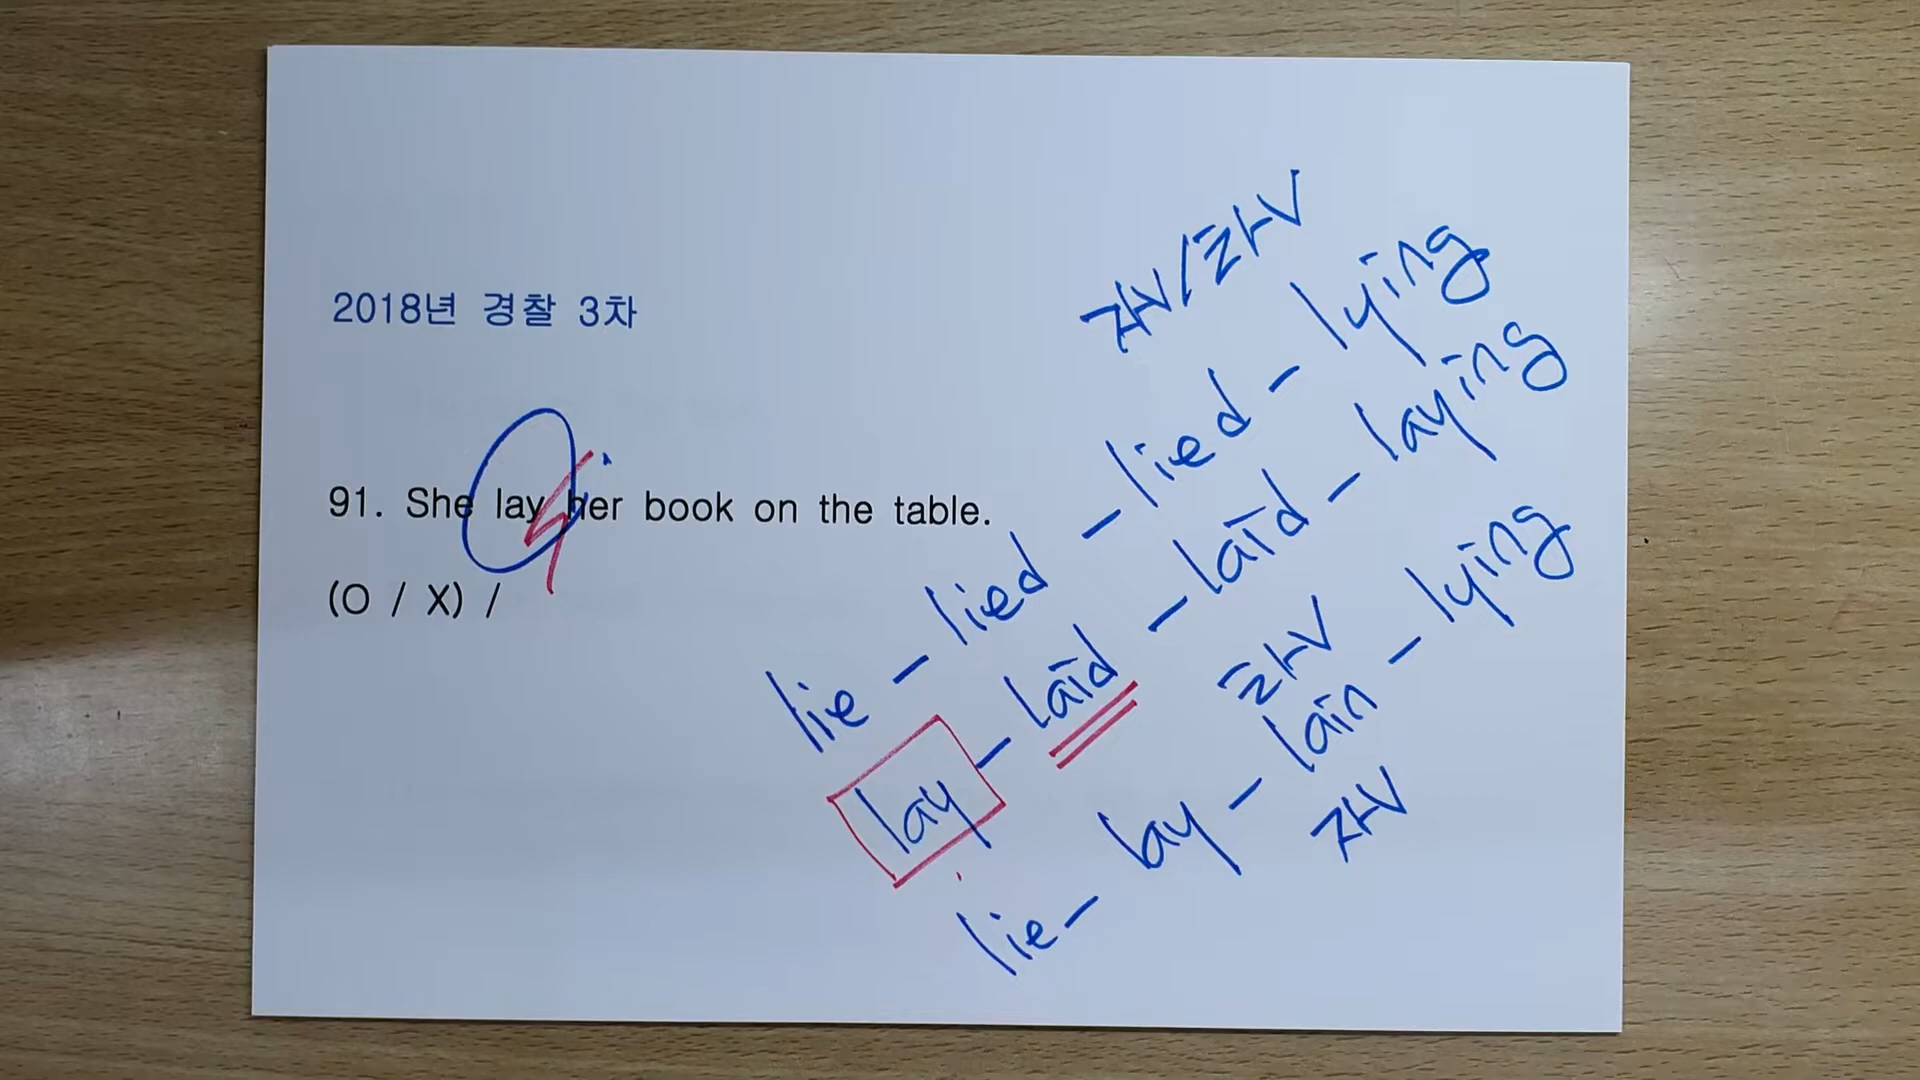 2018년 경찰 3차
91. She lay her book on the table.
(O / X) /
자V/타V
lie - lied - lied - lying
lay - laid - laid - laying
타V
lie - lay - lain - lying
자V